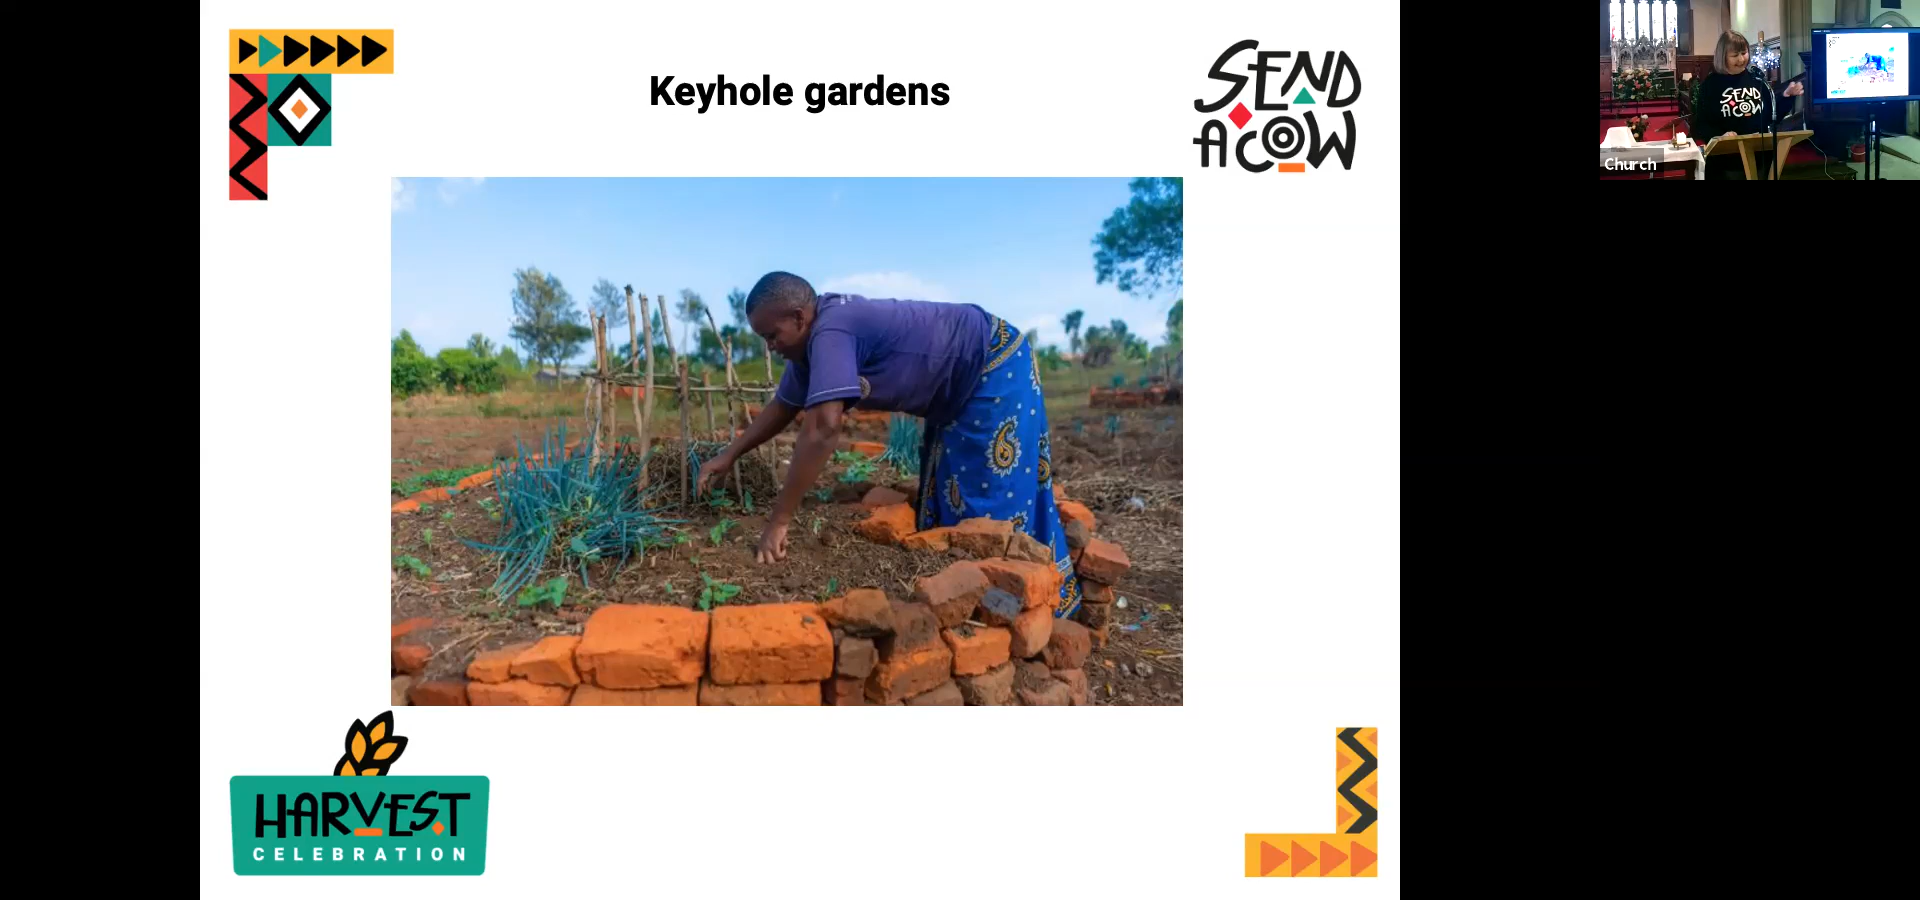 Keyhole gardens
SEND
A COW
SEND
A COW
Church
HARVEST
CELEBRATION